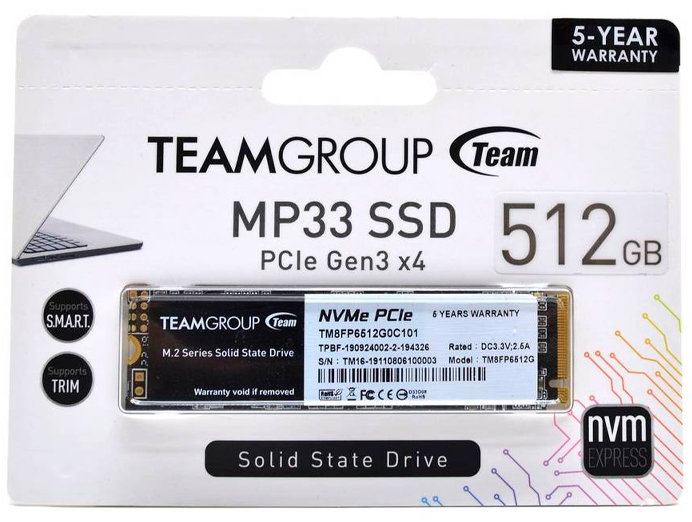 5-YEAR
WARRANTY
TEAMGROUP Team
MP33 SSD
PCIe Gen3 x4
512GB
Supports
S.M.A.R.T.
Supports
TRIM
TEAMGROUP Team
M.2 Series Solid State Drive
Warranty void if removed
NVMe PCIe 5 YEARS WARRANTY
TM8FP6512G0C101
TPBF-190924002-2-194326 Rated : DC3.3V;2.5A
S/N : TM16-19110806100003 Model : TM8FP6512G
RoHS
nvm
EXPRESS
Solid State Drive